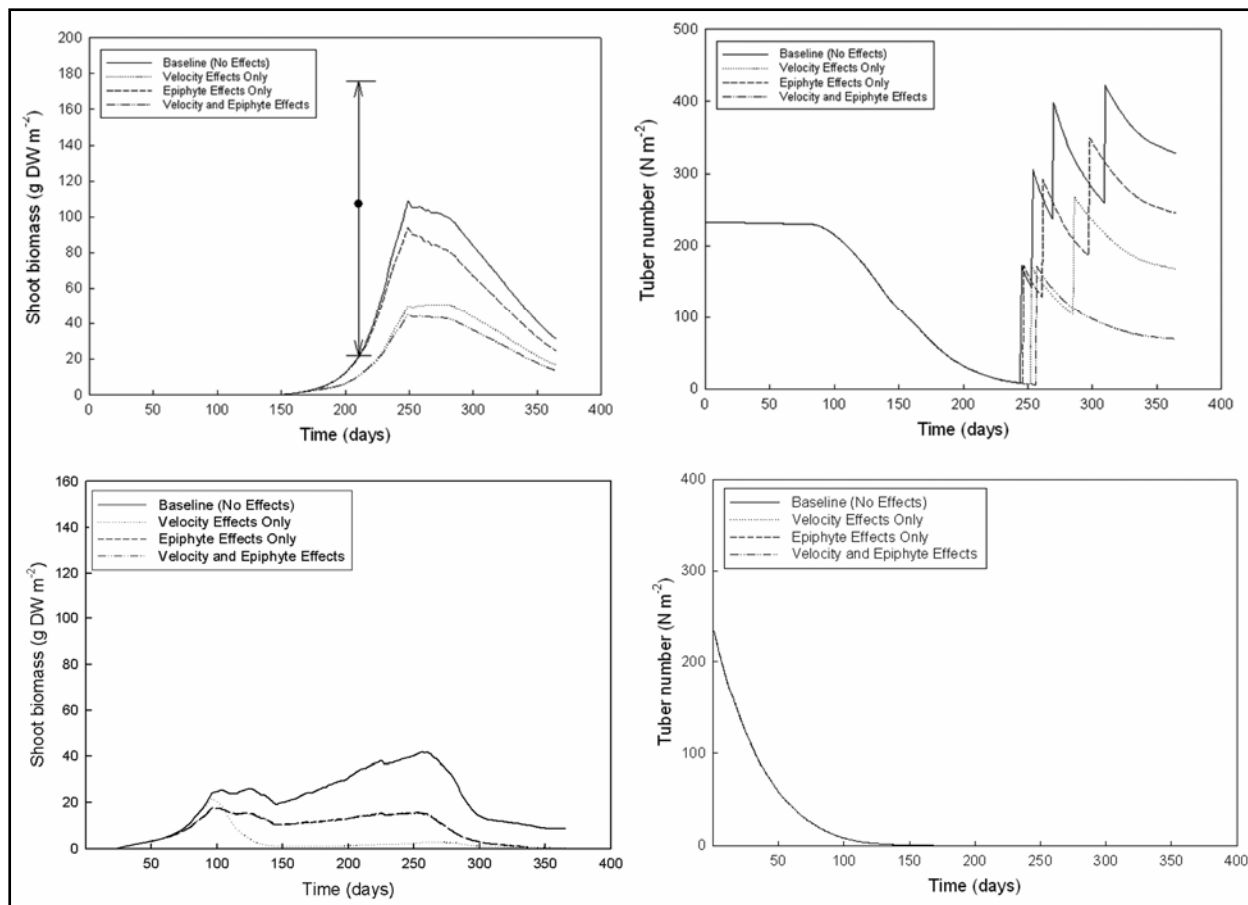 200
180
160
140
120
100
80
60
40
20
0
Shoot biomass (g DW m⁻²)
Baseline (No Effects)
Velocity Effects Only
Epiphyte Effects Only
Velocity and Epiphyte Effects
0 50 100 150 200 250 300 350 400
Time (days)
500
400
300
200
100
0
Tuber number (N m⁻²)
Baseline (No Effects)
Velocity Effects Only
Epiphyte Effects Only
Velocity and Epiphyte Effects
0 50 100 150 200 250 300 350 400
Time (days)
160
140
120
100
80
60
40
20
0
Shoot biomass (g DW m⁻²)
Baseline (No Effects)
Velocity Effects Only
Epiphyte Effects Only
Velocity and Epiphyte Effects
50 100 150 200 250 300 350 400
Time (days)
400
300
200
100
0
Tuber number (N m⁻²)
Baseline (No Effects)
Velocity Effects Only
Epiphyte Effects Only
Velocity and Epiphyte Effects
50 100 150 200 250 300 350 400
Time (days)